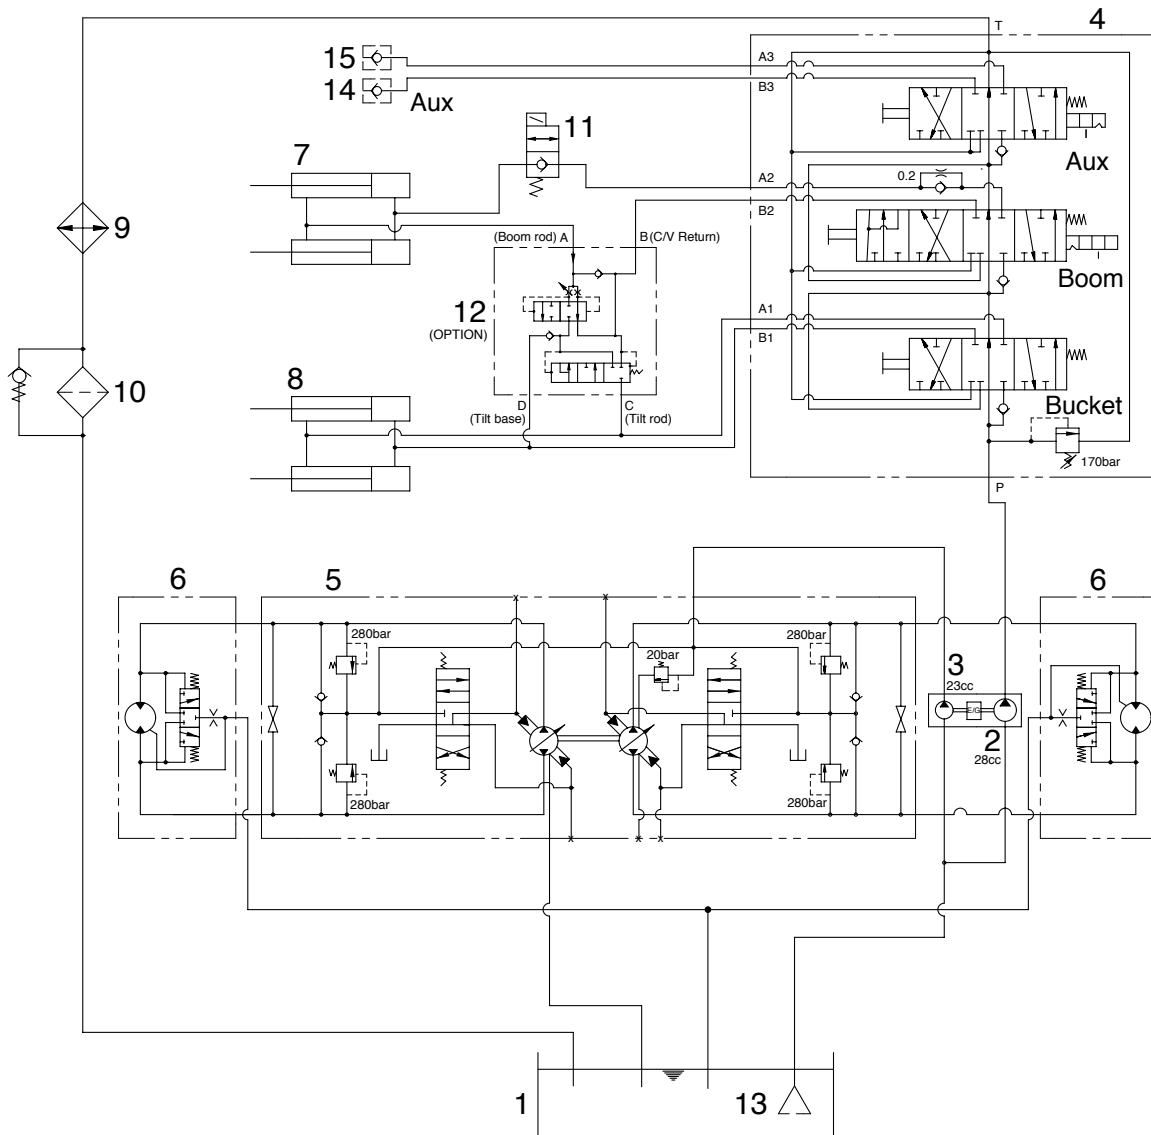 T
4
15
A3
14
Aux
B3
7
11
Aux
0.2
A2
B2
9
(Boom rod) A
B (C/V Return)
Boom
12
(OPTION)
A1
B1
8
10
Bucket
D
(Tilt base)
C
(Tilt rod)
170bar
P
6
5
6
280bar
20bar
280bar
3
23cc
E/G
2
28cc
280bar
280bar
1
13